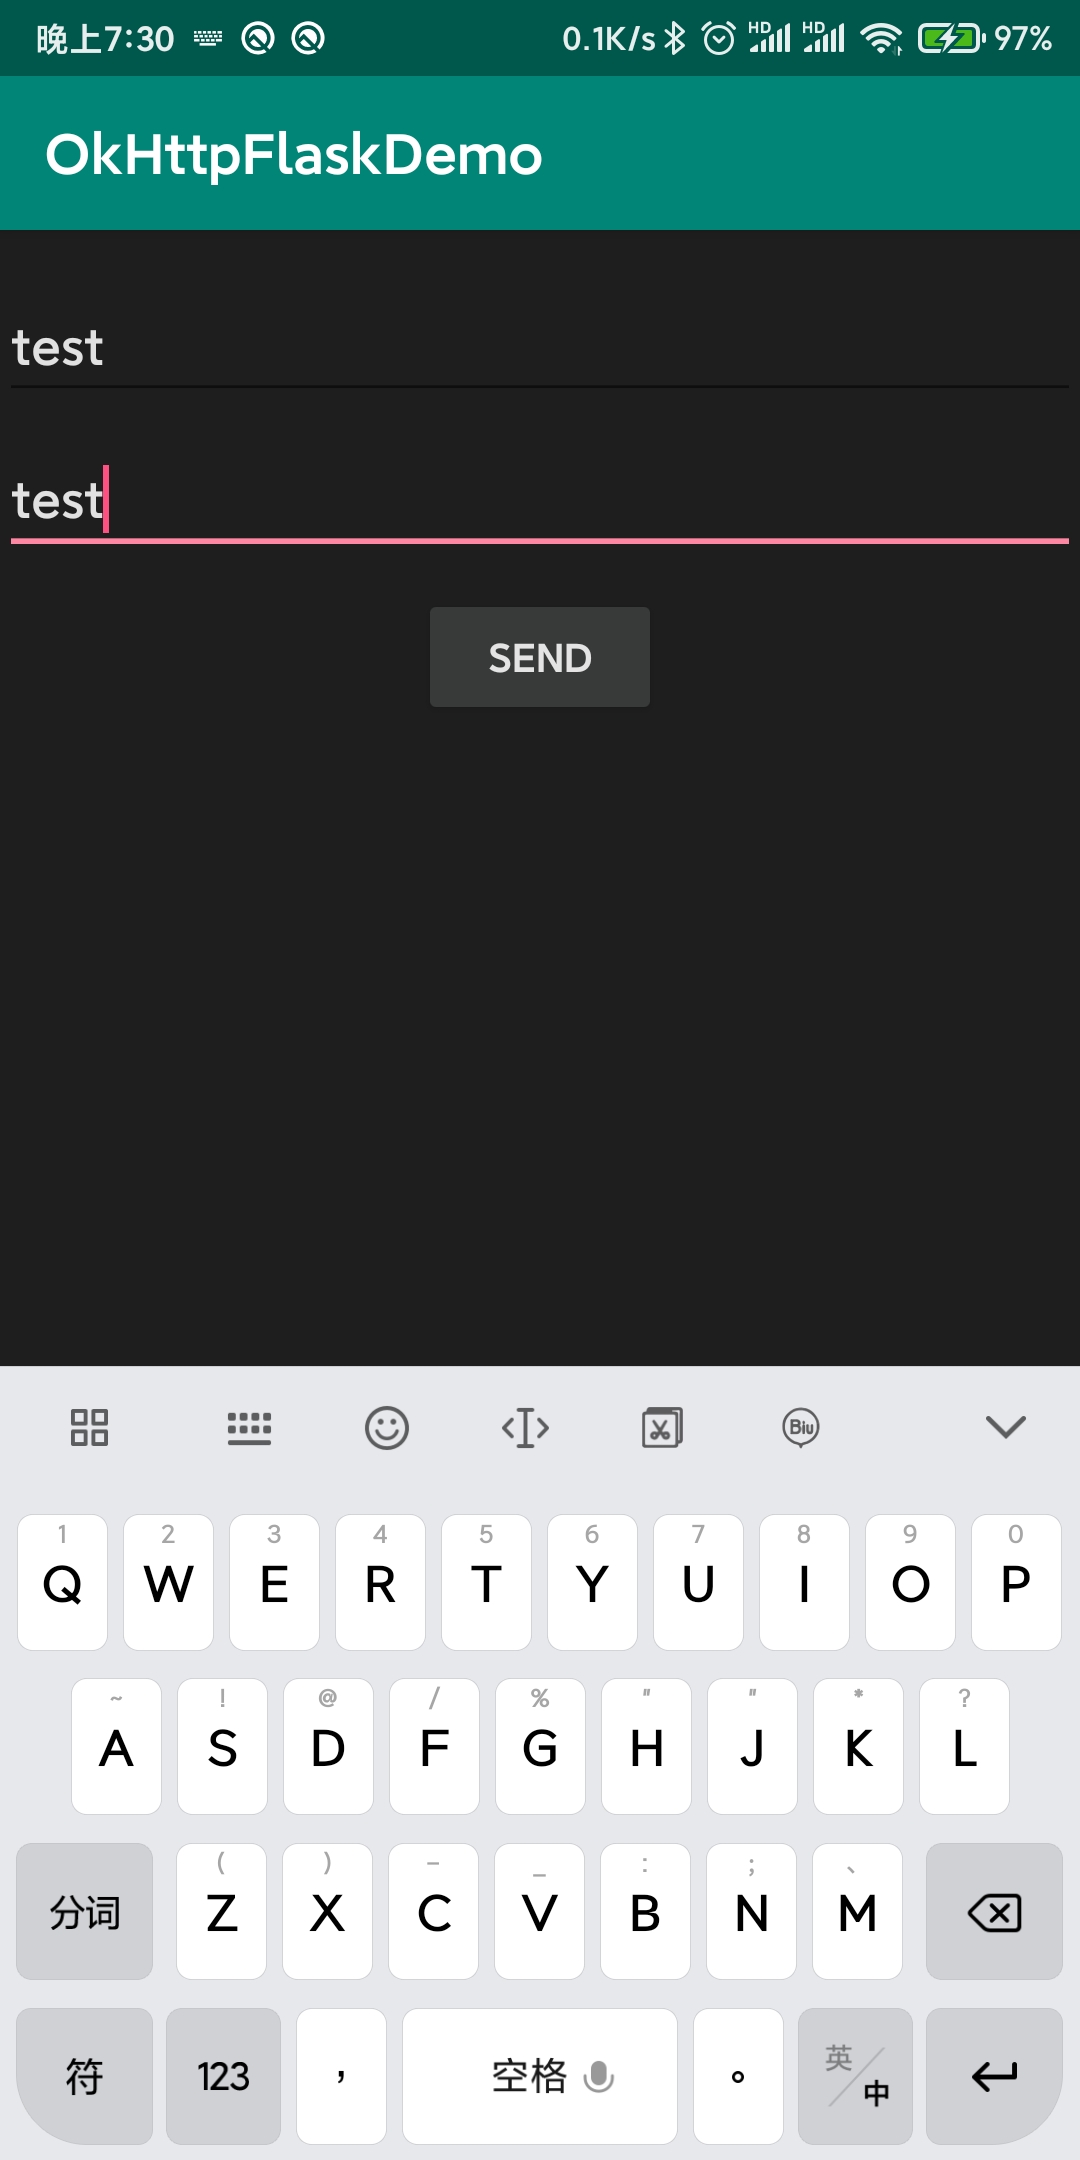 晚上7:30 0.1K/s HD HD 97%
OkHttpFlaskDemo
test
test
SEND
Biu
1 2 3 4 5 6 7 8 9 0
Q W E R T Y U I O P
~ ! @ / % " " * ?
A S D F G H J K L
( ) – _ : ; 、
分词 Z X C V B N M
符 123 , 空格 。 英/中